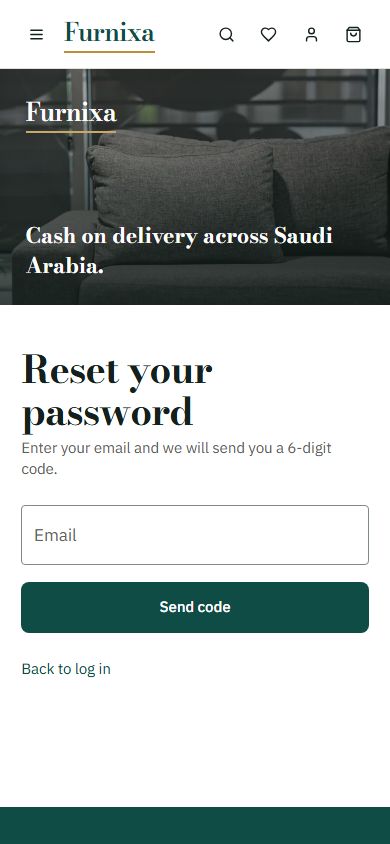 Furnixa
Furnixa
Cash on delivery across Saudi
Arabia.
Reset your
password
Enter your email and we will send you a 6-digit
code.
Email
Send code
Back to log in